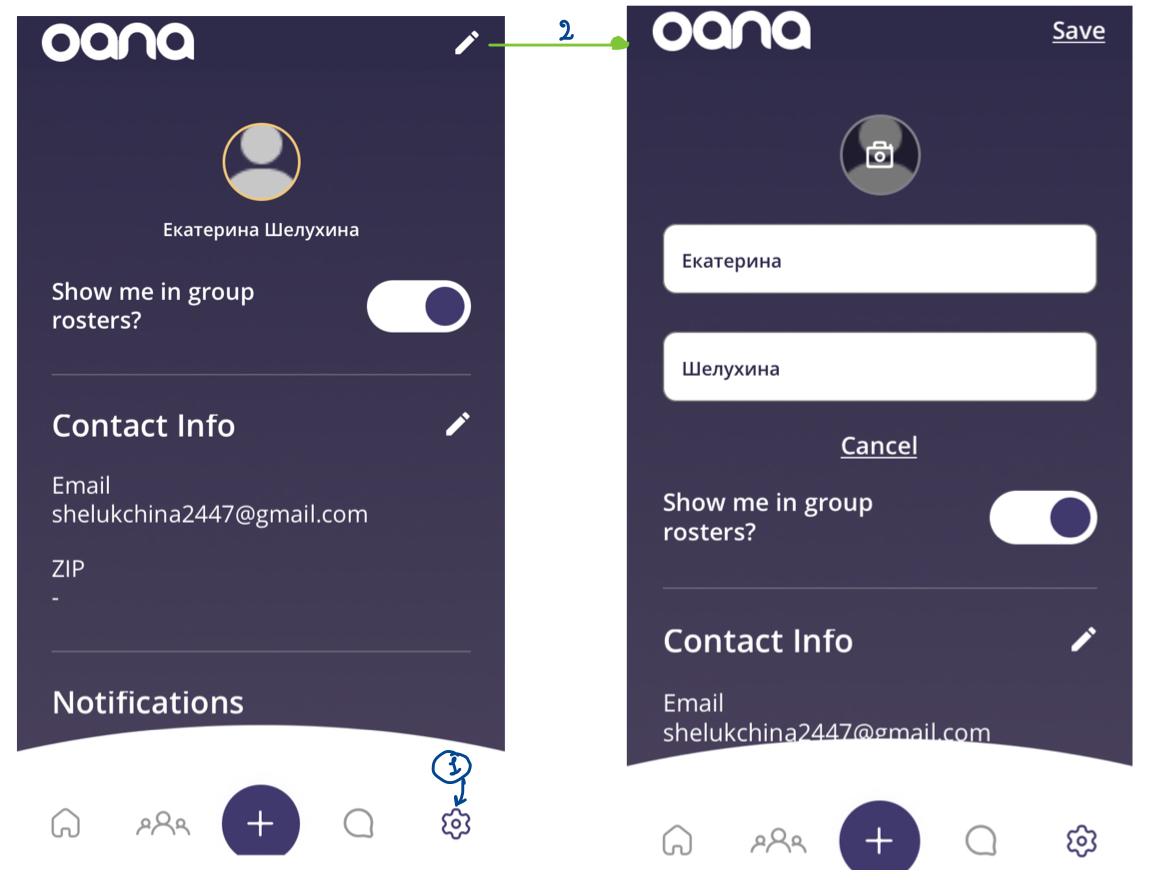 oana
Екатерина Шелухина
Show me in group
rosters?
Contact Info
Email
shelukchina2447@gmail.com
ZIP
-
Notifications
1
2
oana
Save
Екатерина
Шелухина
Cancel
Show me in group
rosters?
Contact Info
Email
shelukchina2447@gmail.com